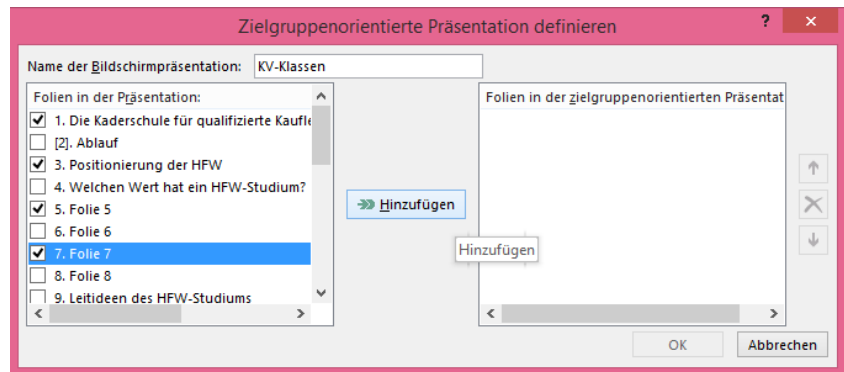 Zielgruppenorientierte Präsentation definieren
?
×
Name der Bildschirmpräsentation: KV-Klassen
Folien in der Präsentation:
1. Die Kaderschule für qualifizierte Kaufle
[2]. Ablauf
3. Positionierung der HFW
4. Welchen Wert hat ein HFW-Studium?
5. Folie 5
6. Folie 6
7. Folie 7
8. Folie 8
9. Leitideen des HFW-Studiums
Hinzufügen
Hinzufügen
Folien in der zielgruppenorientierten Präsentat
OK
Abbrechen